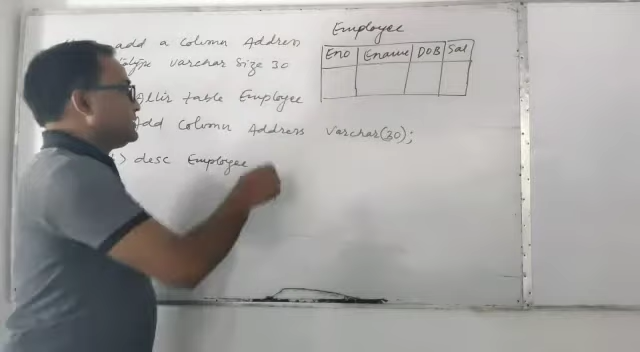 add a Column Address
varchar Size 30
Alter table Employee
Add Column Address varchar(30);
> desc Employee
Employee
Eno Ename DOB Sal